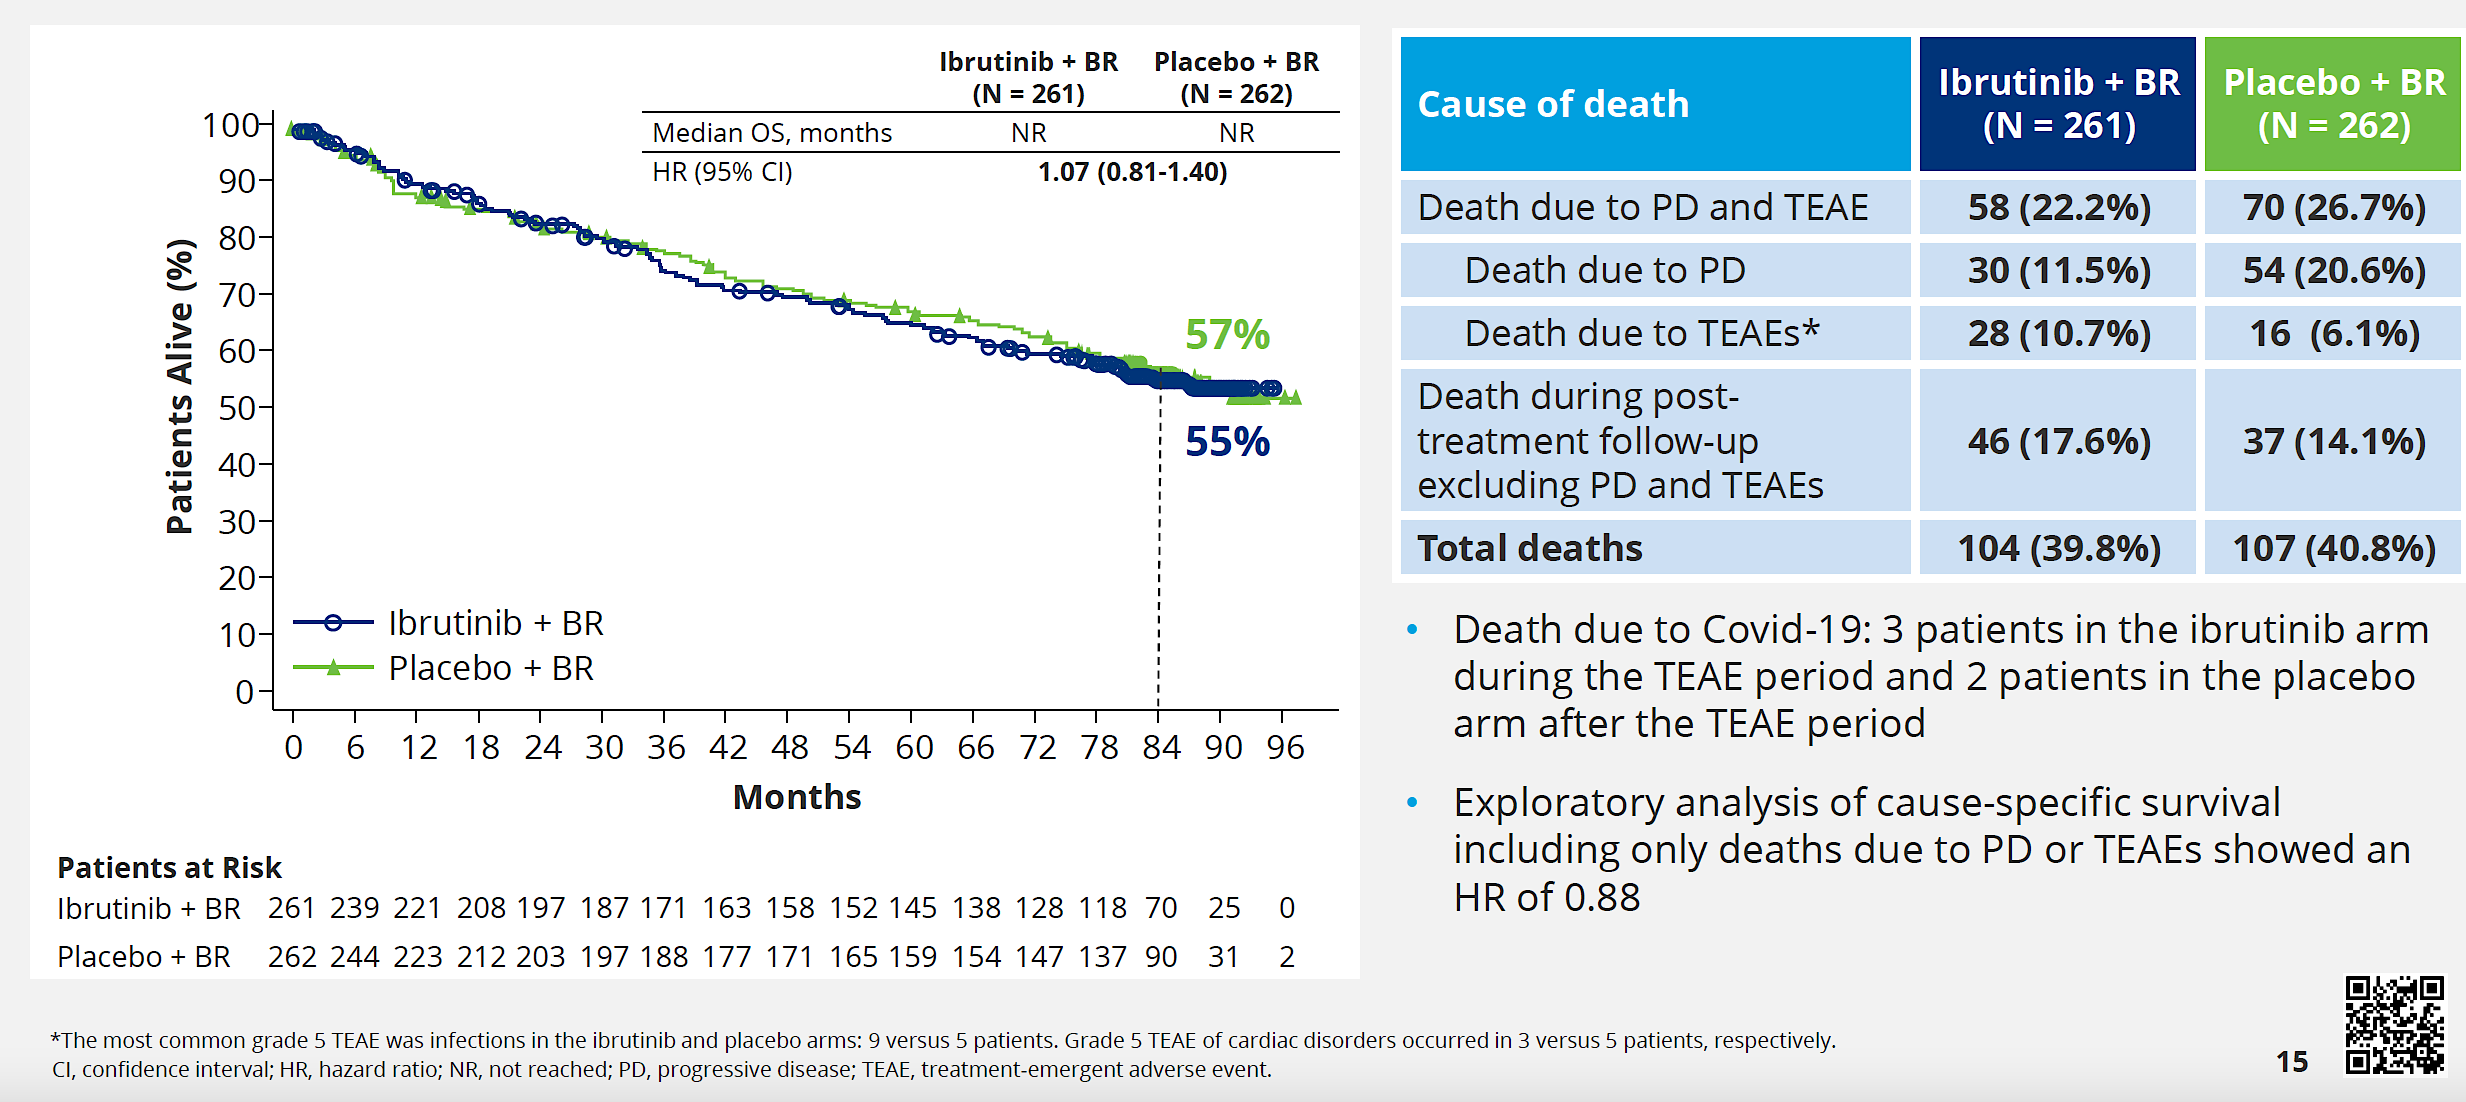 Ibrutinib + BR Placebo + BR
(N = 261) (N = 262)
Median OS, months NR NR
HR (95% CI) 1.07 (0.81-1.40)
Patients Alive (%)
100
90
80
70
60
50
40
30
20
10
0
57%
55%
Ibrutinib + BR
Placebo + BR
0 6 12 18 24 30 36 42 48 54 60 66 72 78 84 90 96
Months
Patients at Risk
Ibrutinib + BR 261 239 221 208 197 187 171 163 158 152 145 138 128 118 70 25 0
Placebo + BR 262 244 223 212 203 197 188 177 171 165 159 154 147 137 90 31 2
Cause of death Ibrutinib + BR (N = 261) Placebo + BR (N = 262)
Death due to PD and TEAE 58 (22.2%) 70 (26.7%)
Death due to PD 30 (11.5%) 54 (20.6%)
Death due to TEAEs* 28 (10.7%) 16 (6.1%)
Death during post-
treatment follow-up 46 (17.6%) 37 (14.1%)
excluding PD and TEAEs
Total deaths 104 (39.8%) 107 (40.8%)
• Death due to Covid-19: 3 patients in the ibrutinib arm
during the TEAE period and 2 patients in the placebo
arm after the TEAE period
• Exploratory analysis of cause-specific survival
including only deaths due to PD or TEAEs showed an
HR of 0.88
*The most common grade 5 TEAE was infections in the ibrutinib and placebo arms: 9 versus 5 patients. Grade 5 TEAE of cardiac disorders occurred in 3 versus 5 patients, respectively.
CI, confidence interval; HR, hazard ratio; NR, not reached; PD, progressive disease; TEAE, treatment-emergent adverse event.
15